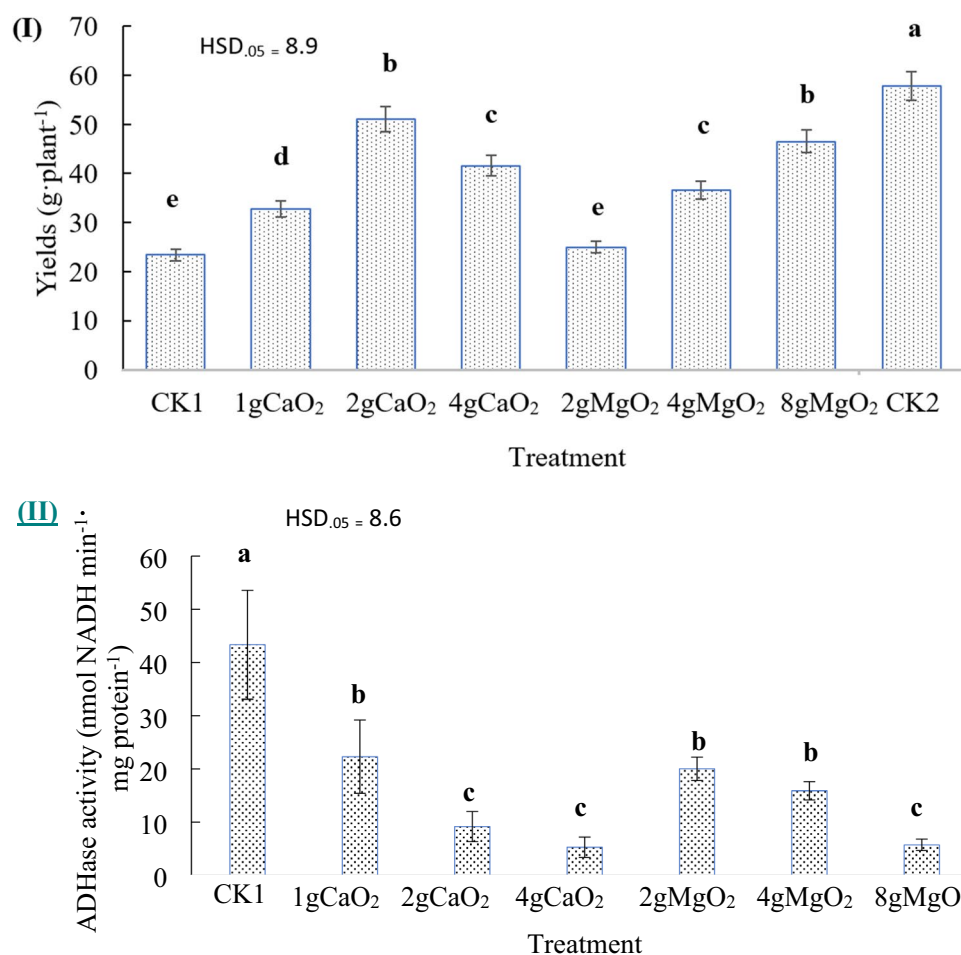 (I)
HSD.05 = 8.9
Yields (g·plant-1)
70
60
50
40
30
20
10
0
e
d
b
c
e
c
b
a
CK1 1gCaO2 2gCaO2 4gCaO2 2gMgO2 4gMgO2 8gMgO2 CK2
Treatment
(II)
HSD.05 = 8.6
ADHase activity (nmol NADH min-1·
mg protein-1)
60
50
40
30
20
10
0
a
b
c
c
b
b
c
CK1 1gCaO2 2gCaO2 4gCaO2 2gMgO2 4gMgO2 8gMgO
Treatment